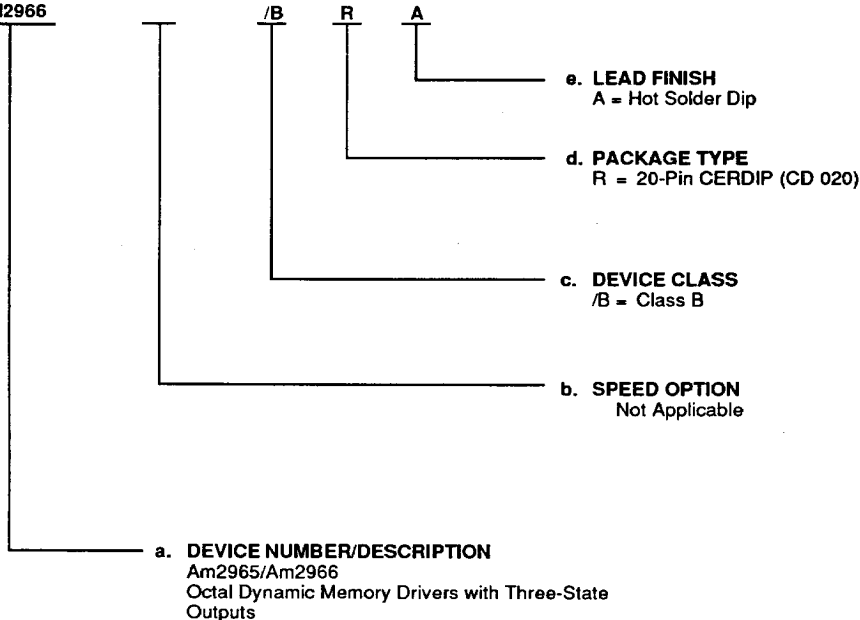 2966 /B R A
e. LEAD FINISH
A = Hot Solder Dip
d. PACKAGE TYPE
R = 20-Pin CERDIP (CD 020)
c. DEVICE CLASS
/B = Class B
b. SPEED OPTION
Not Applicable
a. DEVICE NUMBER/DESCRIPTION
Am2965/Am2966
Octal Dynamic Memory Drivers with Three-State
Outputs